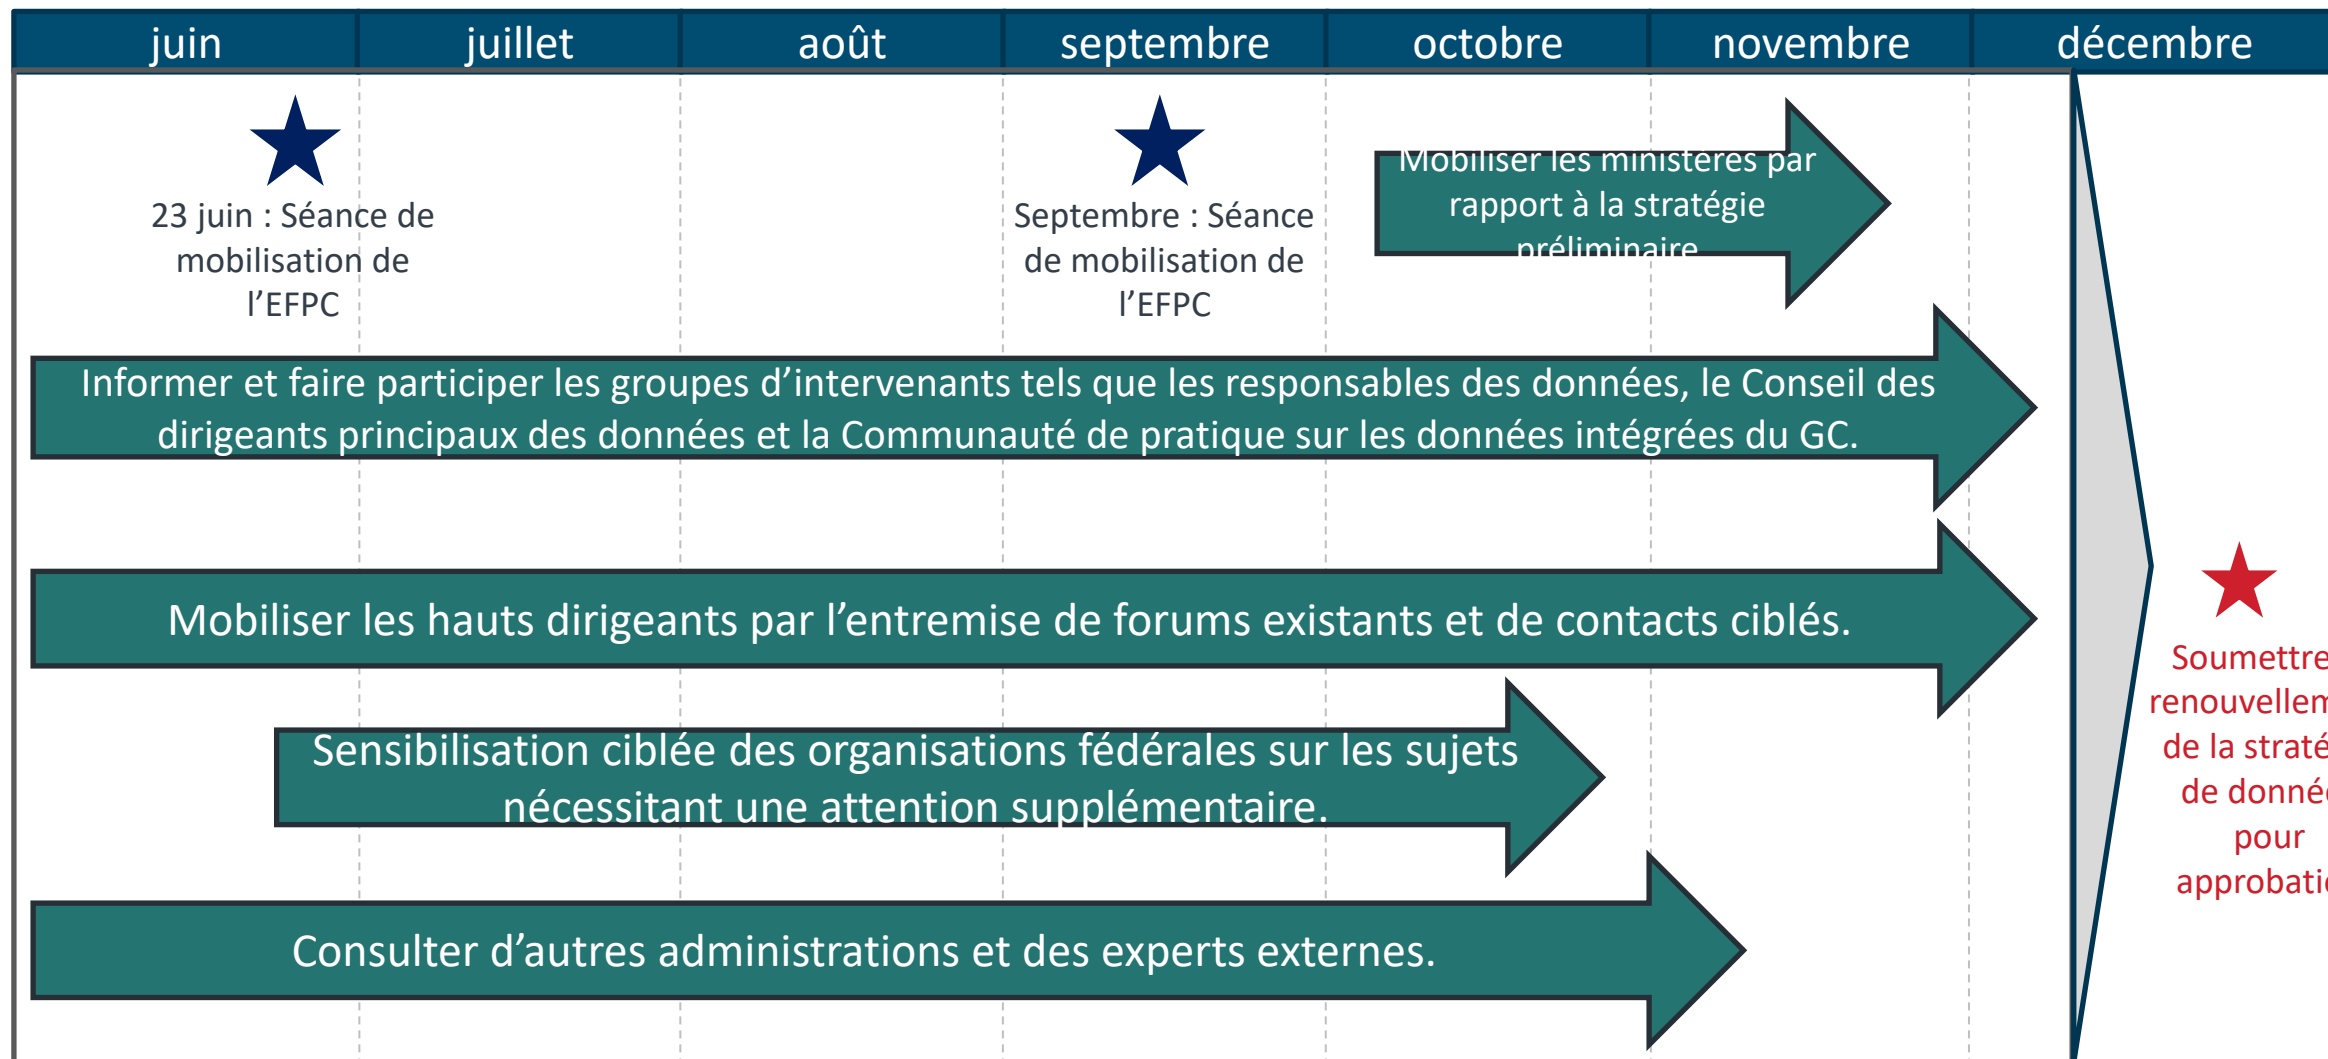 juin
juillet
août
septembre
octobre
novembre
décembre
23 juin : Séance de
mobilisation de
l’EFPC
Septembre : Séance
de mobilisation de
l’EFPC
Mobiliser les ministères par
rapport à la stratégie
préliminaire
Informer et faire participer les groupes d’intervenants tels que les responsables des données, le Conseil des
dirigeants principaux des données et la Communauté de pratique sur les données intégrées du GC.
Mobiliser les hauts dirigeants par l’entremise de forums existants et de contacts ciblés.
Sensibilisation ciblée des organisations fédérales sur les sujets
nécessitant une attention supplémentaire.
Consulter d’autres administrations et des experts externes.
Soumettre
de la
de
pour